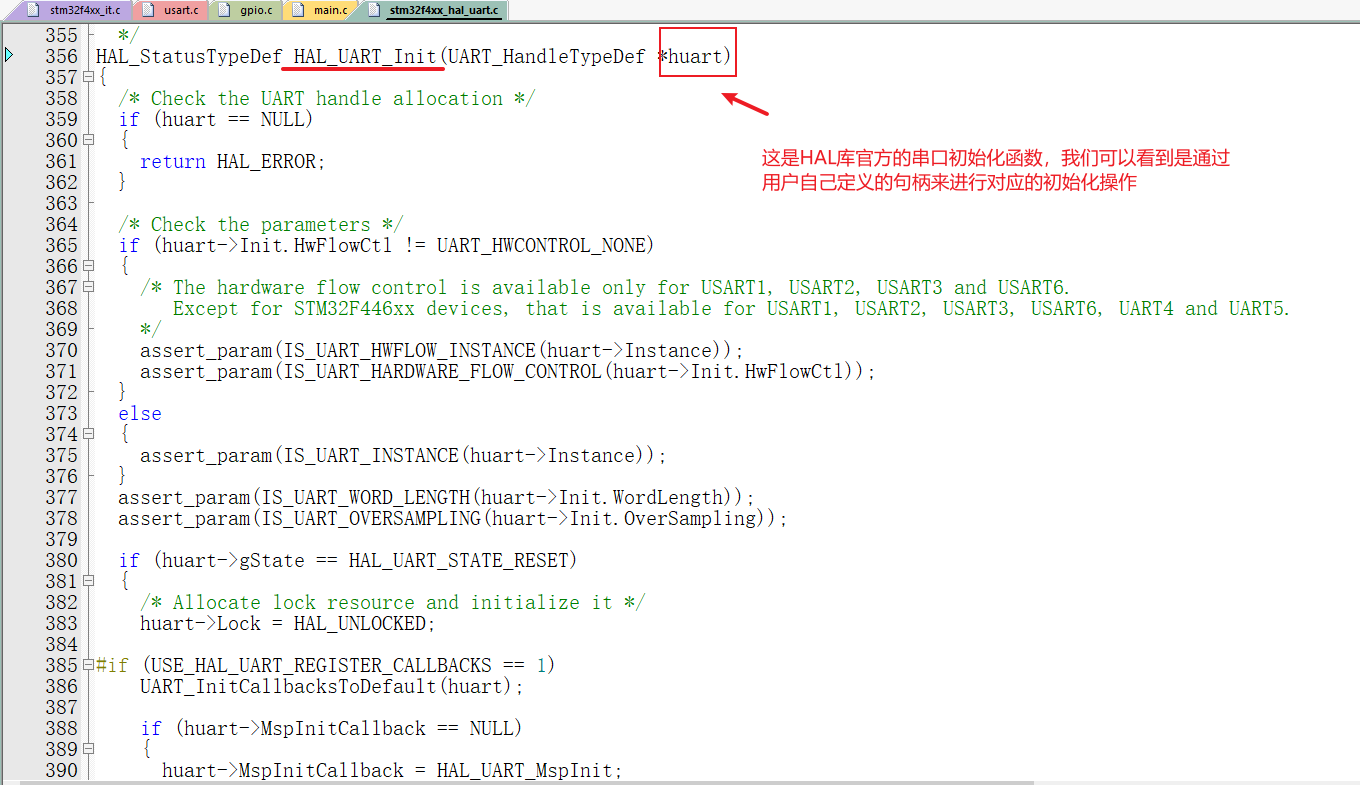 stm32f4xx_it.c usart.c gpio.c main.c stm32f4xx_hal_uart.c
355 */
356 HAL_StatusTypeDef HAL_UART_Init(UART_HandleTypeDef *huart)
357 {
358 /* Check the UART handle allocation */
359 if (huart == NULL)
360 {
361 return HAL_ERROR;
362 }
363
364 /* Check the parameters */
365 if (huart->Init.HwFlowCtl != UART_HWCONTROL_NONE)
366 {
367 /* The hardware flow control is available only for USART1, USART2, USART3 and USART6.
368 Except for STM32F446xx devices, that is available for USART1, USART2, USART3, USART6, UART4 and UART5.
369 */
370 assert_param(IS_UART_HWFLOW_INSTANCE(huart->Instance));
371 assert_param(IS_UART_HARDWARE_FLOW_CONTROL(huart->Init.HwFlowCtl));
372 }
373 else
374 {
375 assert_param(IS_UART_INSTANCE(huart->Instance));
376 }
377 assert_param(IS_UART_WORD_LENGTH(huart->Init.WordLength));
378 assert_param(IS_UART_OVERSAMPLING(huart->Init.OverSampling));
379
380 if (huart->gState == HAL_UART_STATE_RESET)
381 {
382 /* Allocate lock resource and initialize it */
383 huart->Lock = HAL_UNLOCKED;
384
385 #if (USE_HAL_UART_REGISTER_CALLBACKS == 1)
386 UART_InitCallbacksToDefault(huart);
387
388 if (huart->MspInitCallback == NULL)
389 {
390 huart->MspInitCallback = HAL_UART_MspInit;
这是HAL库官方的串口初始化函数，我们可以看到是通过
用户自己定义的句柄来进行对应的初始化操作